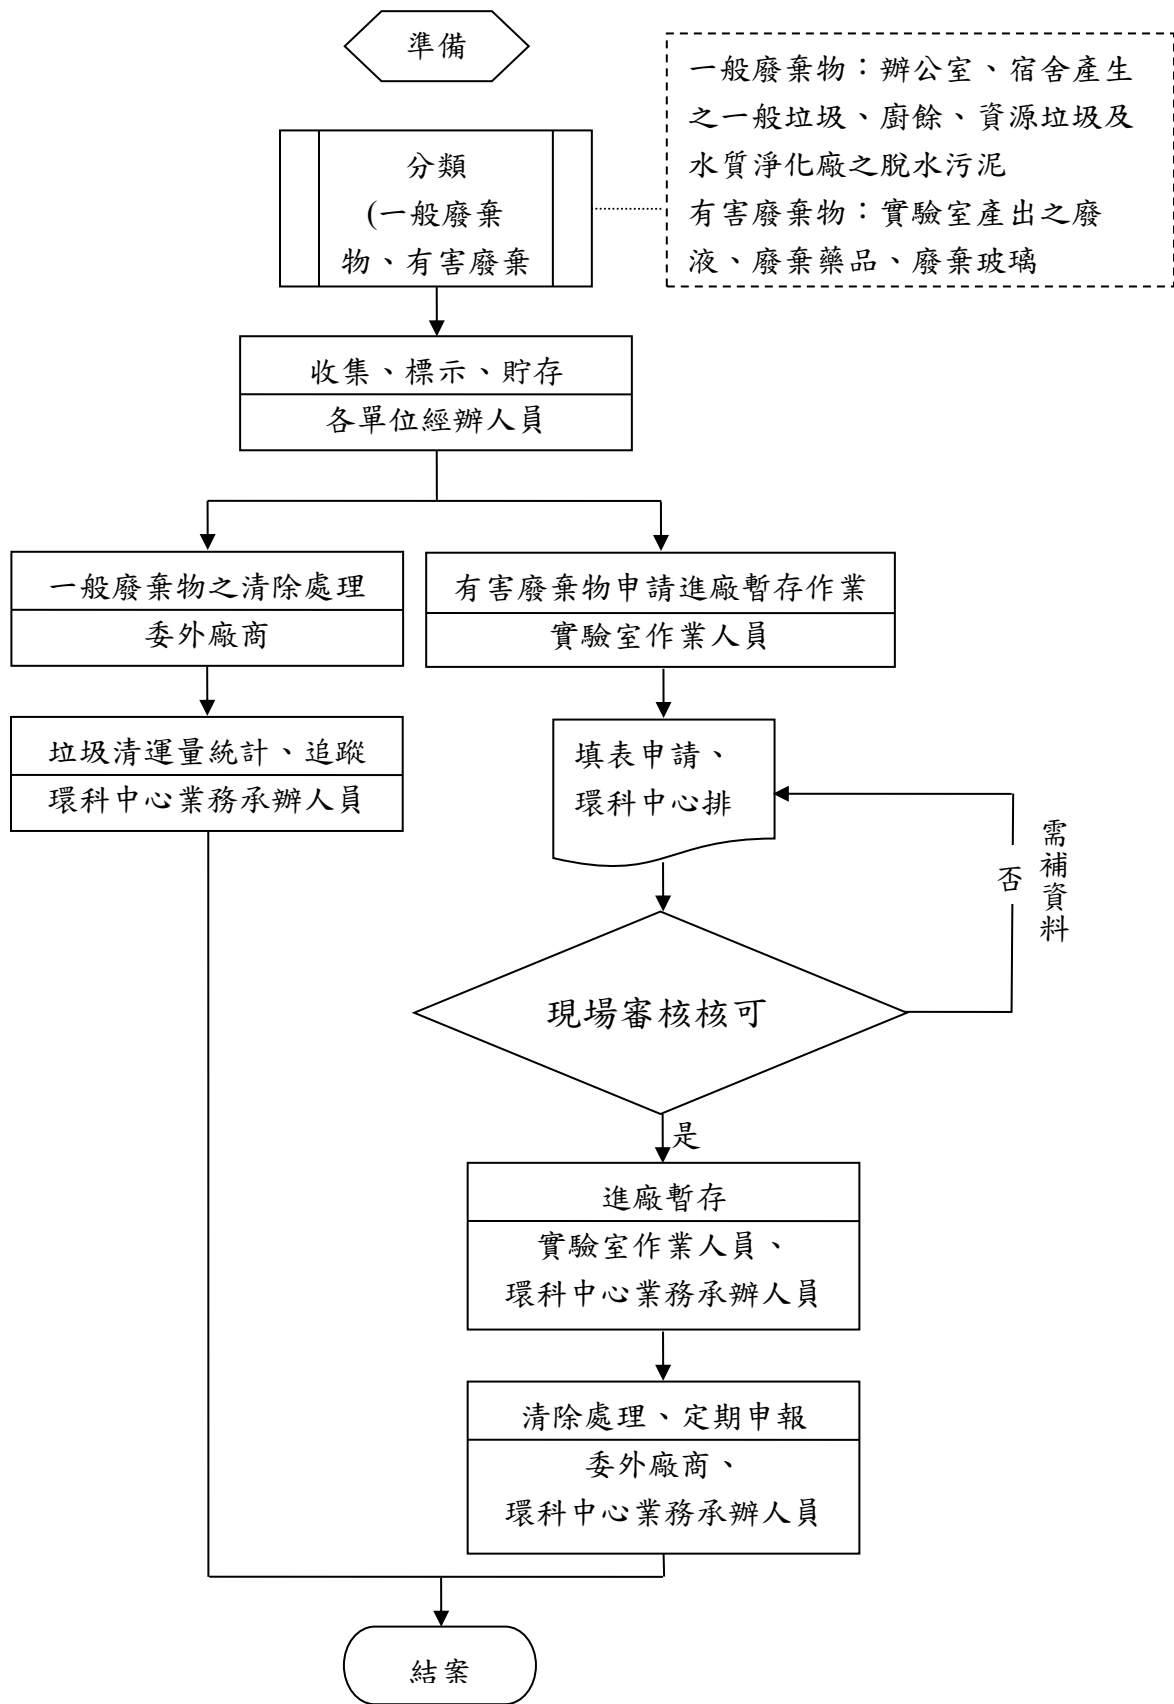 準備
一般廢棄物：辦公室、宿舍產生
之一般垃圾、廚餘、資源垃圾及
水質淨化廠之脫水污泥
有害廢棄物：實驗室產出之廢
液、廢棄藥品、廢棄玻璃
分類
(一般廢棄
物、有害廢棄
收集、標示、貯存
各單位經辦人員
一般廢棄物之清除處理
委外廠商
有害廢棄物申請進廠暫存作業
實驗室作業人員
垃圾清運量統計、追蹤
環科中心業務承辦人員
填表申請、
環科中心排
否
需補資料
現場審核核可
是
進廠暫存
實驗室作業人員、
環科中心業務承辦人員
清除處理、定期申報
委外廠商、
環科中心業務承辦人員
結案